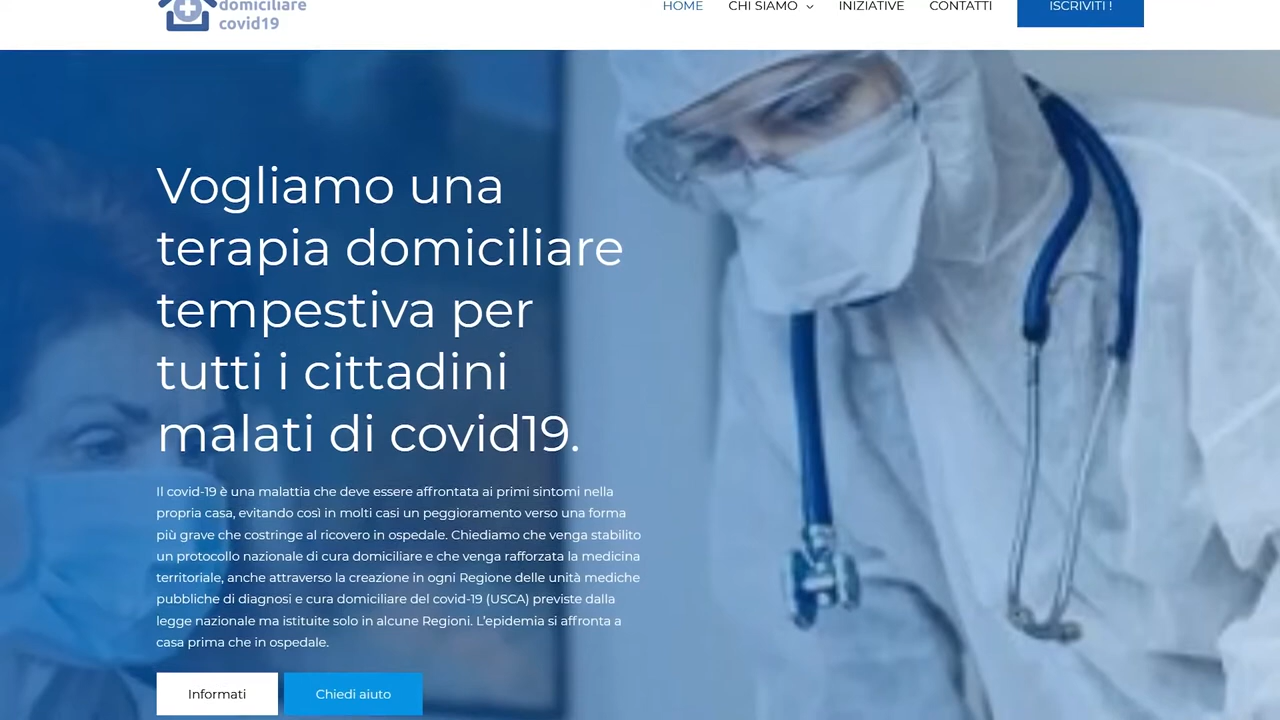 domiciliare
covid19
HOME CHI SIAMO INIZIATIVE CONTATTI ISCRIVITI !
Vogliamo una
terapia domiciliare
tempestiva per
tutti i cittadini
malati di covid19.
Il covid-19 è una malattia che deve essere affrontata ai primi sintomi nella
propria casa, evitando così in molti casi un peggioramento verso una forma
più grave che costringe al ricovero in ospedale. Chiediamo che venga stabilito
un protocollo nazionale di cura domiciliare e che venga rafforzata la medicina
territoriale, anche attraverso la creazione in ogni Regione delle unità mediche
pubbliche di diagnosi e cura domiciliare del covid-19 (USCA) previste dalla
legge nazionale ma istituite solo in alcune Regioni. L'epidemia si affronta a
casa prima che in ospedale.
Informati Chiedi aiuto